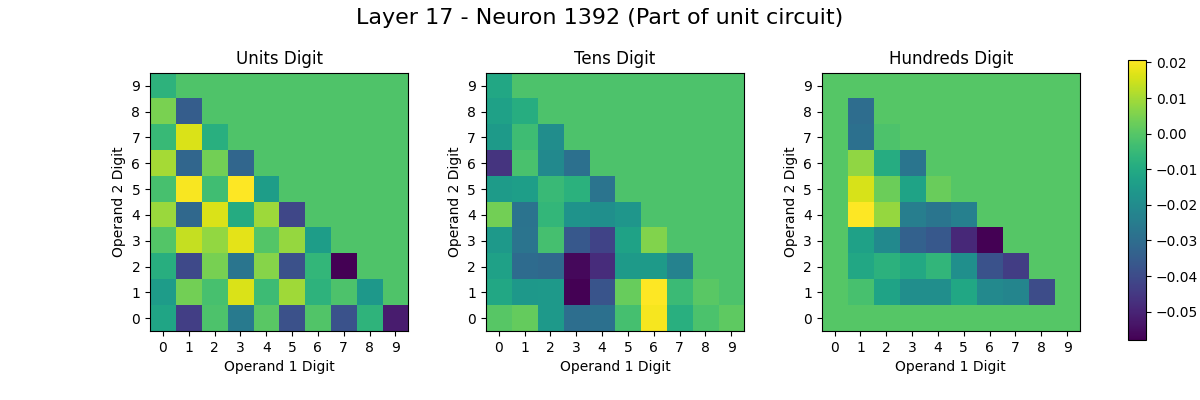 Layer 17 - Neuron 1392 (Part of unit circuit)
Units Digit
Operand 2 Digit
9
8
7
6
5
4
3
2
1
0
0 1 2 3 4 5 6 7 8 9
Operand 1 Digit
Tens Digit
Operand 2 Digit
9
8
7
6
5
4
3
2
1
0
0 1 2 3 4 5 6 7 8 9
Operand 1 Digit
Hundreds Digit
Operand 2 Digit
9
8
7
6
5
4
3
2
1
0
0 1 2 3 4 5 6 7 8 9
Operand 1 Digit
0.02
0.01
0.00
−0.01
−0.02
−0.03
−0.04
−0.05